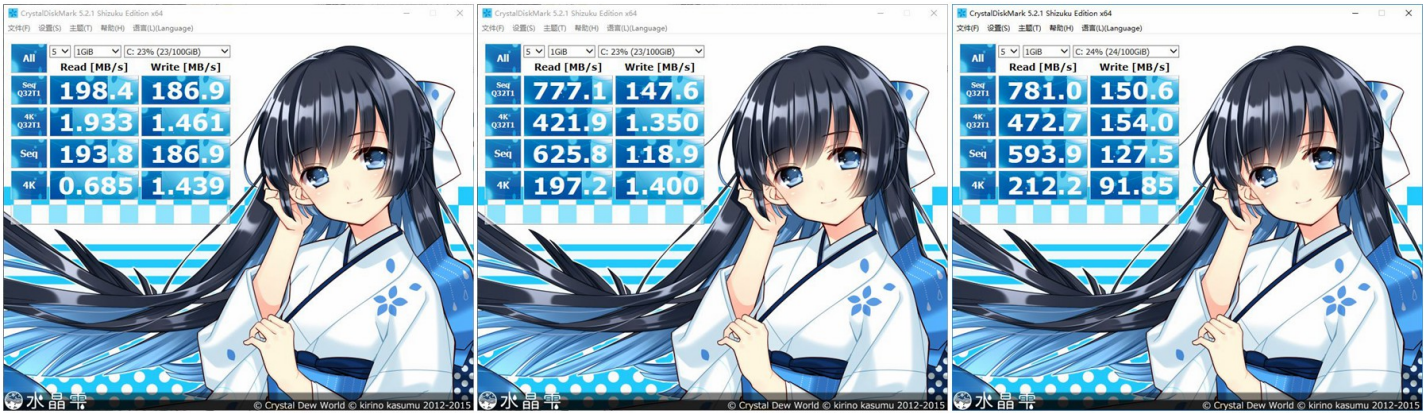 CrystalDiskMark 5.2.1 Shizuku Edition x64
文件(F) 设置(S) 主题(T) 帮助(H) 语言(L)(Language)
All 5 1GiB C: 23% (23/100GiB)
Read [MB/s] Write [MB/s]
Seq Q32T1 198.4 186.9
4K Q32T1 1.933 1.461
Seq 193.8 186.9
4K 0.685 1.439
水晶雫
© Crystal Dew World © kirino kasumu 2012-2015
CrystalDiskMark 5.2.1 Shizuku Edition x64
文件(F) 设置(S) 主题(T) 帮助(H) 语言(L)(Language)
All 5 1GiB C: 23% (23/100GiB)
Read [MB/s] Write [MB/s]
Seq Q32T1 777.1 147.6
4K Q32T1 421.9 1.350
Seq 625.8 118.9
4K 197.2 1.400
水晶雫
© Crystal Dew World © kirino kasumu 2012-2015
CrystalDiskMark 5.2.1 Shizuku Edition x64
文件(F) 设置(S) 主题(T) 帮助(H) 语言(L)(Language)
All 5 1GiB C: 24% (24/100GiB)
Read [MB/s] Write [MB/s]
Seq Q32T1 781.0 150.6
4K Q32T1 472.7 154.0
Seq 593.9 127.5
4K 212.2 91.85
水晶雫
© Crystal Dew World © kirino kasumu 2012-2015